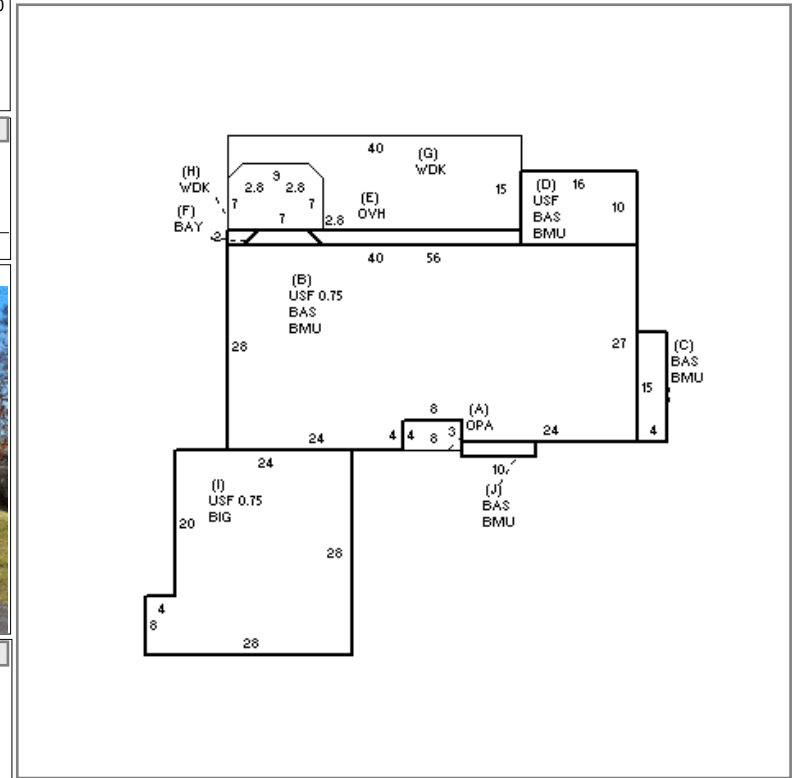 40
(G)
WDK
(H)
WDK
9
2.8 2.8
7 7
7
2.8
(E)
OVH
15
(D) 16
USF
BAS
BMU
10
(F)
BAY
2
40 56
(B)
USF 0.75
BAS
BMU
28
27
(C)
BAS
BMU
15
4
8
(A)
OPA
24
4 4 8 3
24
10
(J)
BAS
BMU
24
(I)
USF 0.75
BIG
20
28
4
8
28